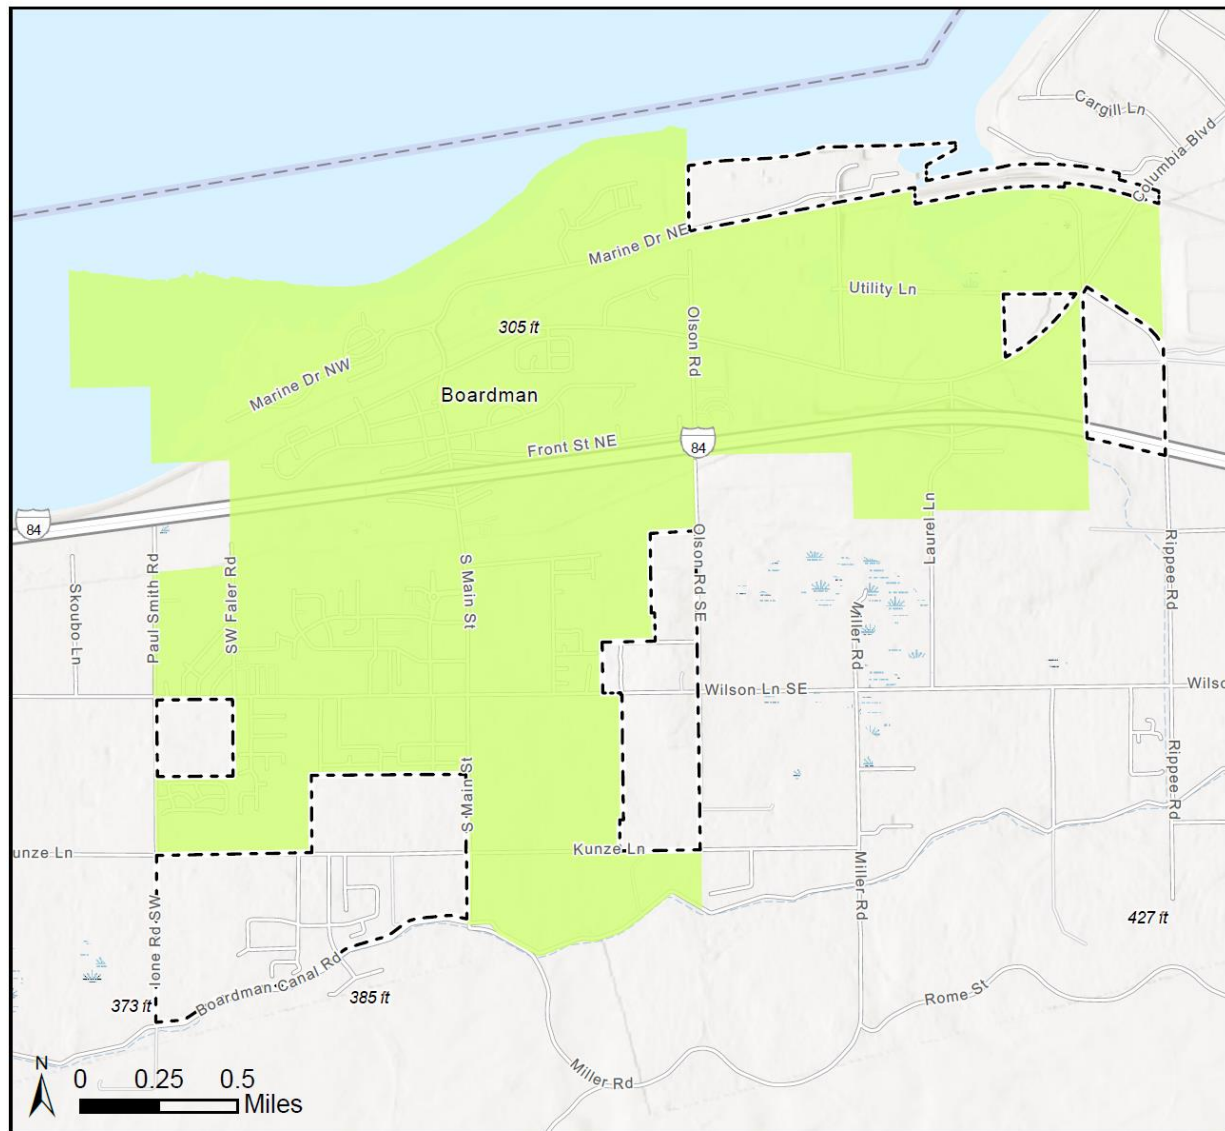 Cargill Ln
Columbia Blvd
Marine Dr NE
Utility Ln
305 ft
Olson Rd
Marine Dr NW
Boardman
Front St NE
84
84
Skoubo Ln
Paul Smith Rd
SW Faler Rd
S Main St
Olson Rd SE
Laurel Ln
Rippee Rd
Miller Rd
Wilson Ln SE
Wils
S Main St
Rippee Rd
unze Ln
Kunze Ln
Miller Rd
Ione Rd SW
427 ft
Boardman Canal Rd
373 ft
385 ft
Rome St
Miller Rd
N
0 0.25 0.5
Miles